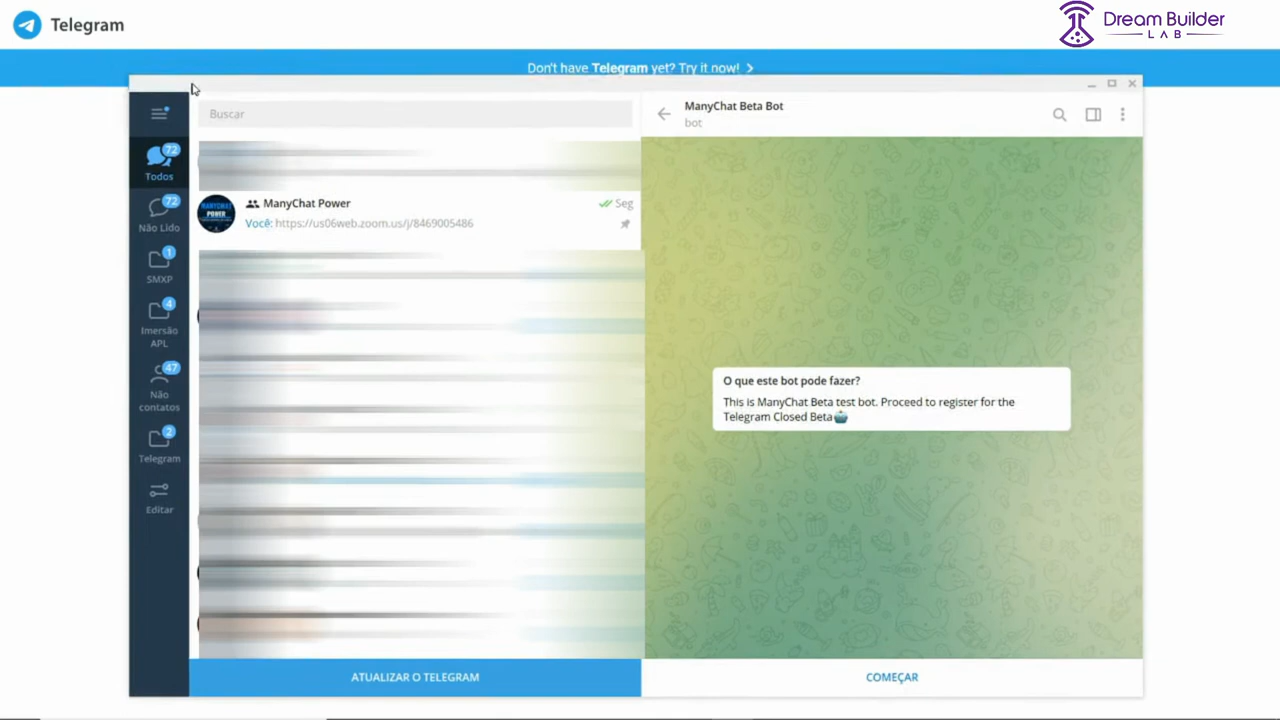 Telegram
Dream Builder
LAB
Don't have Telegram yet? Try it now!
Buscar
ManyChat Beta Bot
bot
72
Todos
ManyChat Power
Seg
Você: https://us06web.zoom.us/j/8469005486
MANYCHAT
POWER
72
Não Lido
1
SMXP
4
Imersão
APL
47
Não
contatos
2
Telegram
Editar
O que este bot pode fazer?
This is ManyChat Beta test bot. Proceed to register for the
Telegram Closed Beta
ATUALIZAR O TELEGRAM
COMEÇAR